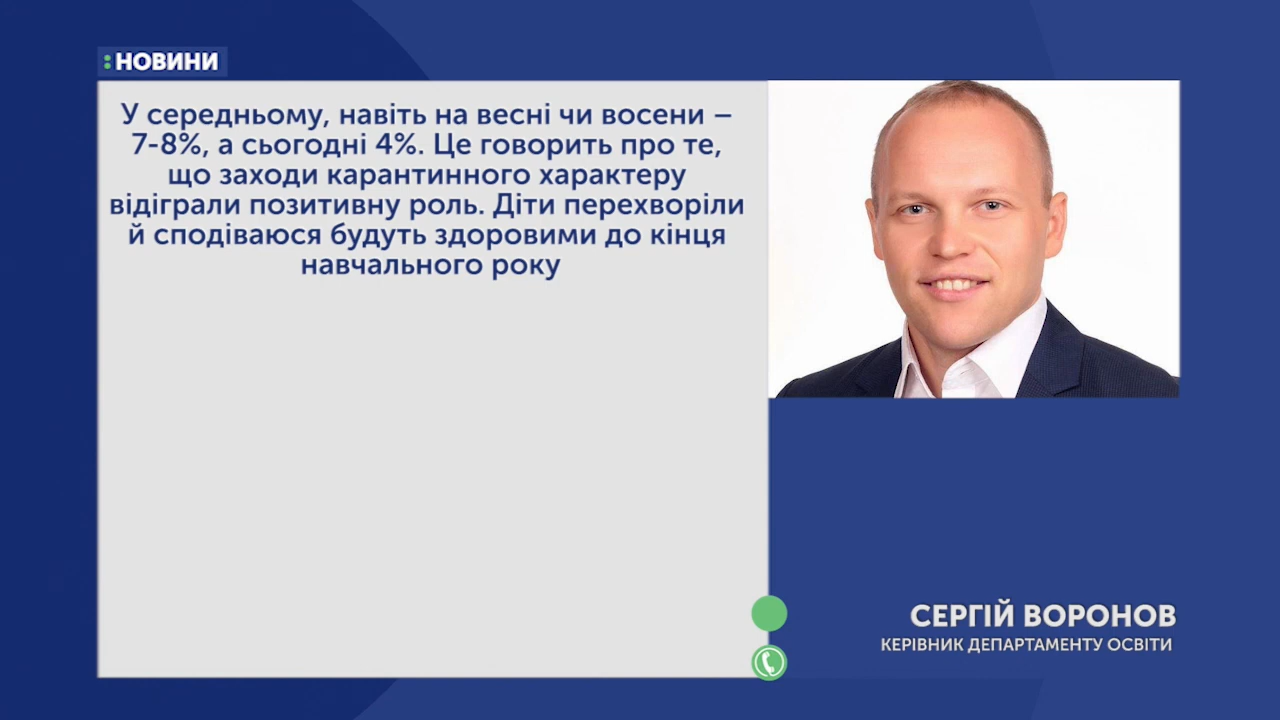 :НОВИНИ
У середньому, навіть на весні чи восени –
7-8%, а сьогодні 4%. Це говорить про те,
що заходи карантинного характеру
відіграли позитивну роль. Діти перехворіли
й сподіваюся будуть здоровими до кінця
навчального року
СЕРГІЙ ВОРОНОВ
КЕРІВНИК ДЕПАРТАМЕНТУ ОСВІТИ